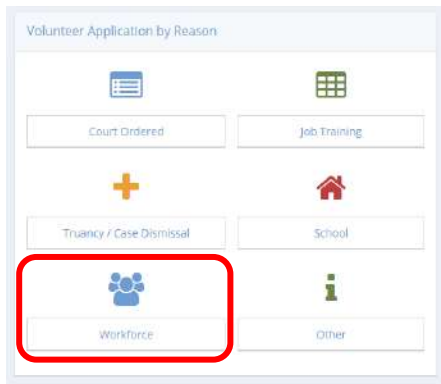 Volunteer Application by Reason
Court Ordered
Job Training
Truancy / Case Dismissal
School
Workforce
Other